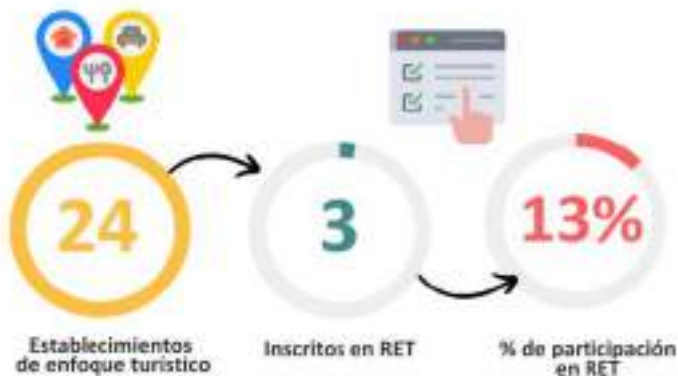 24
3
13%
Establecimientos
de enfoque turístico
Inscritos en RET
% de participación
en RET